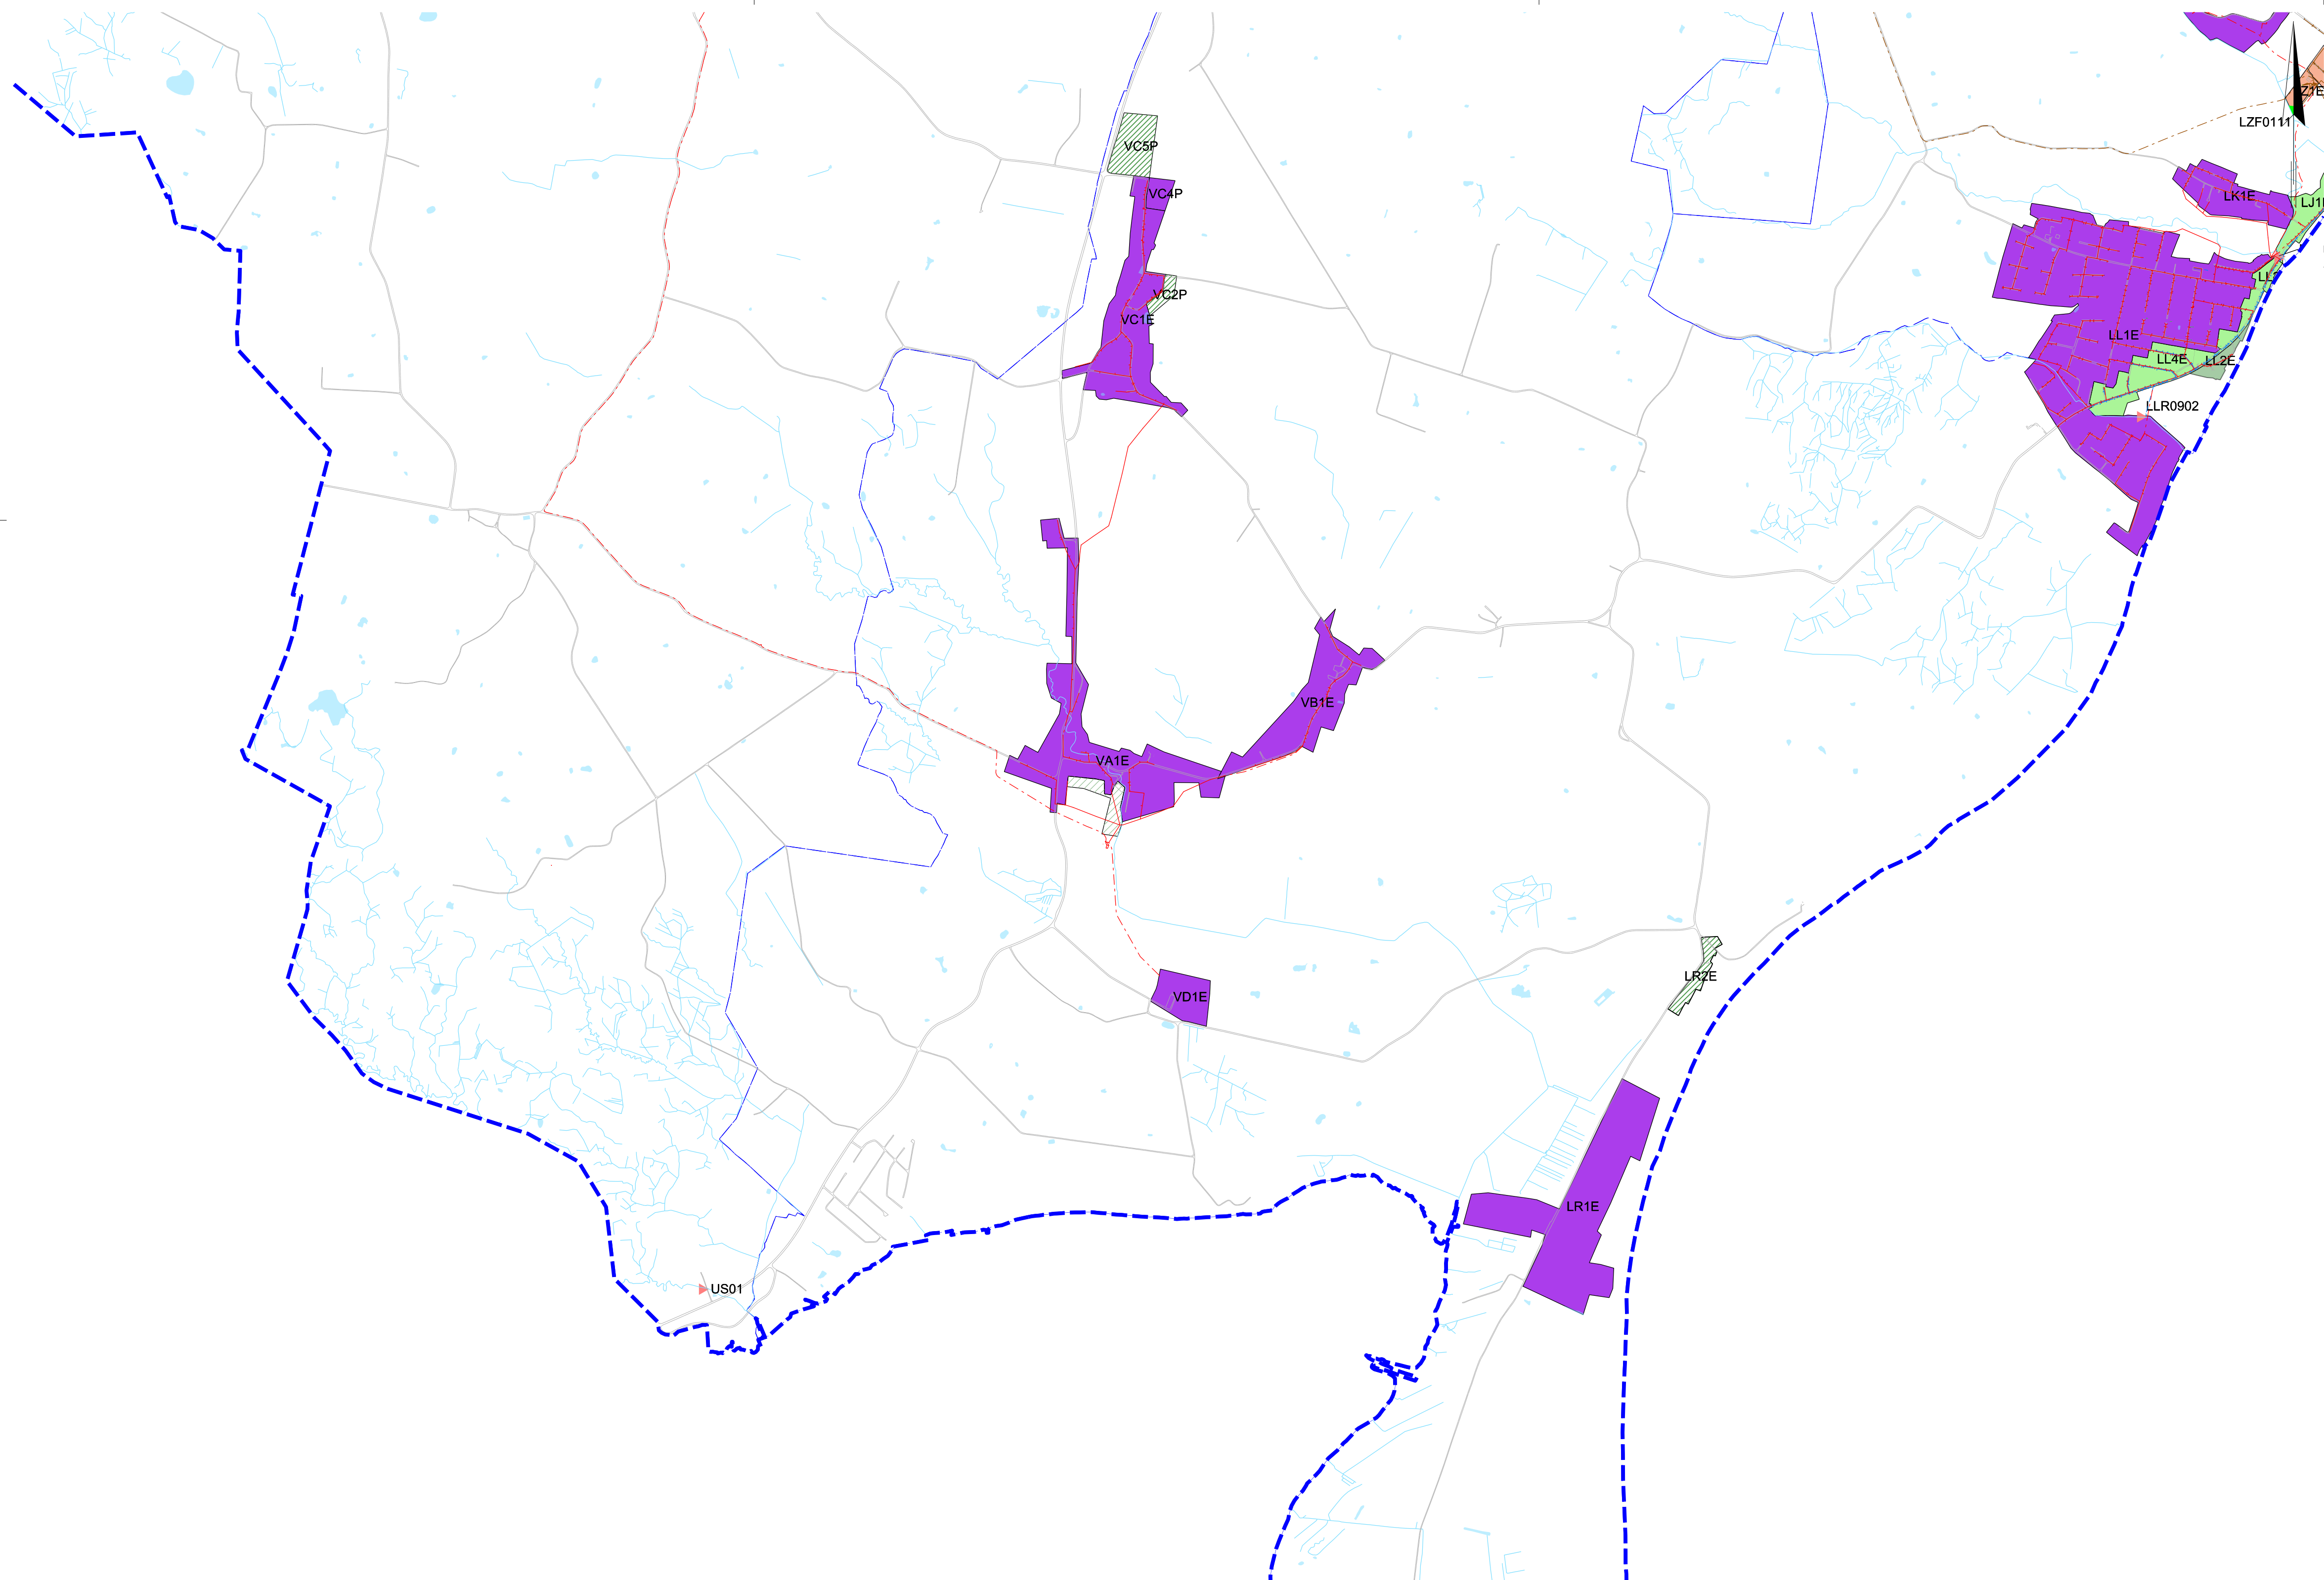 LZF0111
VC5P
VC4P
LK1E
VC2P
VC1E
LL1E
LL4E
LL2E
LLR0902
VB1E
VA1E
LR2E
VD1E
LR1E
US01